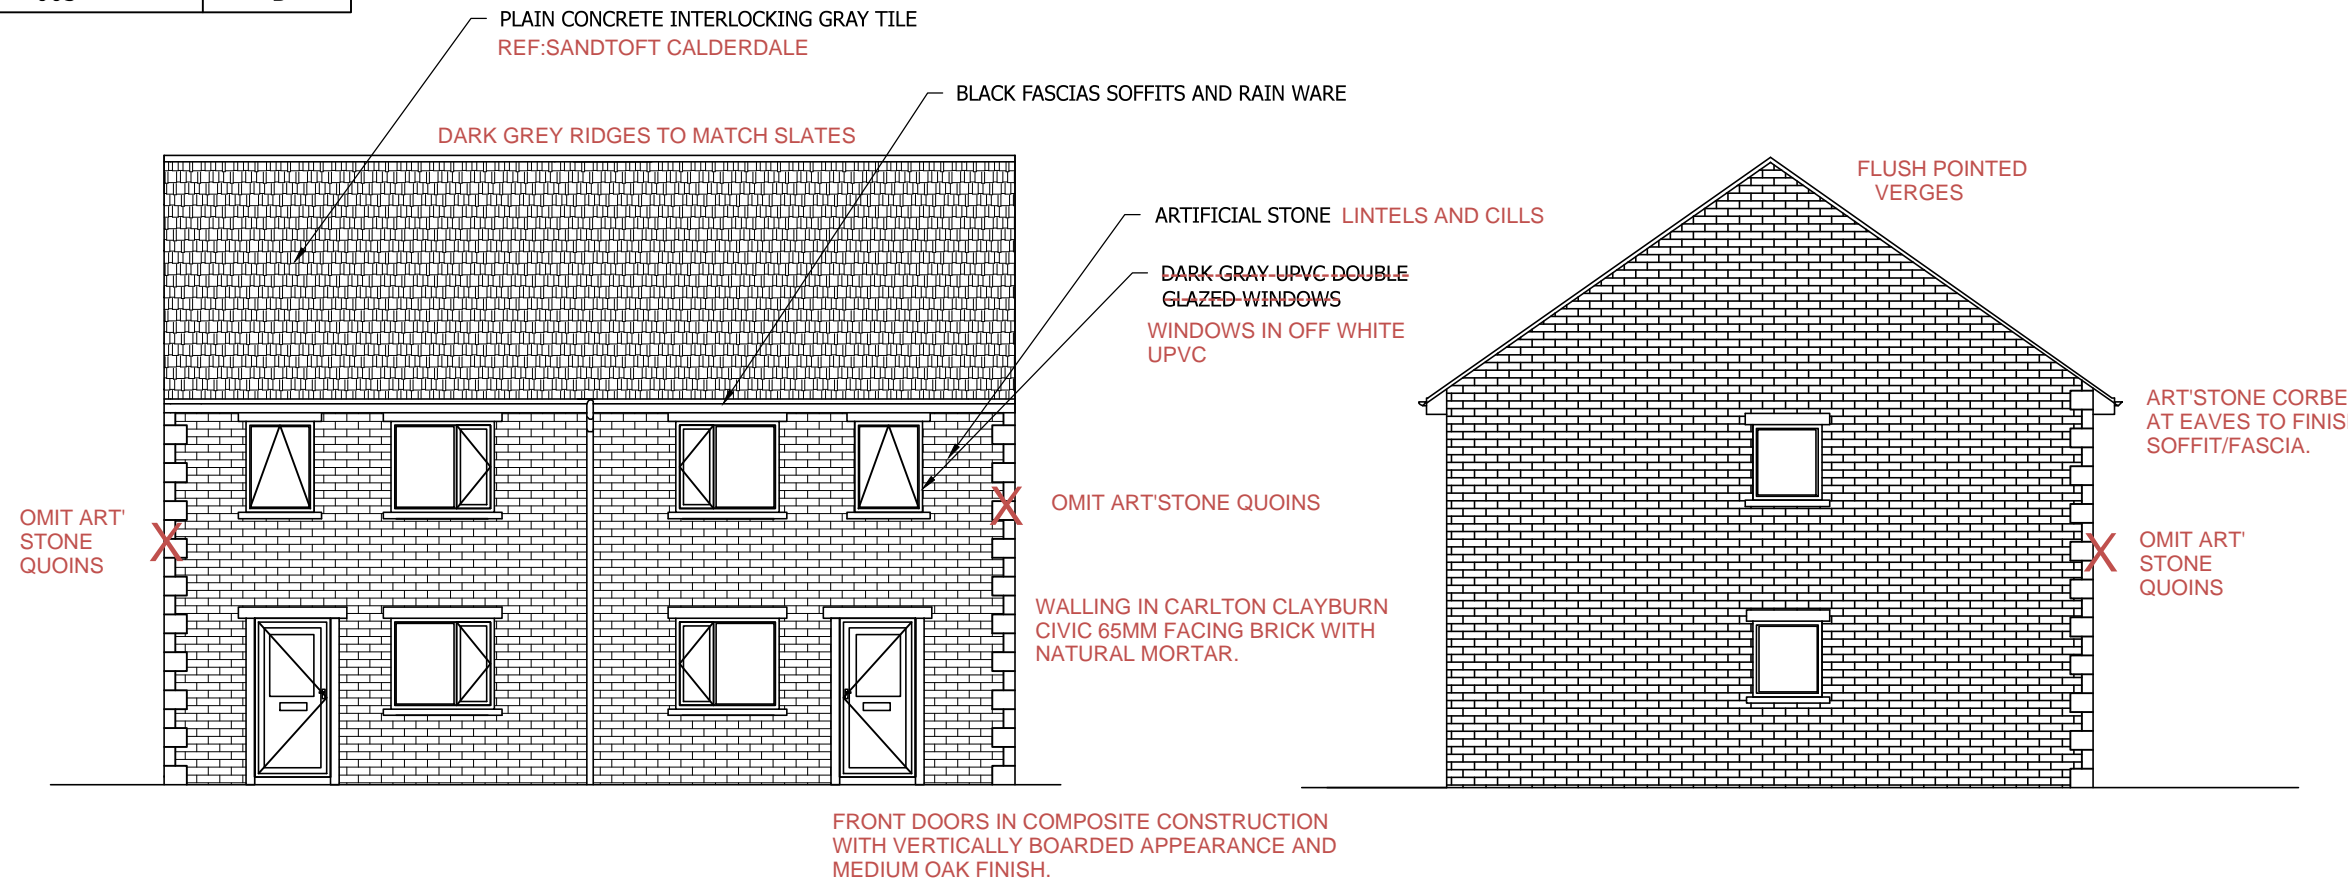 PLAIN CONCRETE INTERLOCKING GRAY TILE
REF:SANDTOFT CALDERDALE
BLACK FASCIAS SOFFITS AND RAIN WARE
DARK GREY RIDGES TO MATCH SLATES
FLUSH POINTED
VERGES
ARTIFICIAL STONE LINTELS AND CILLS
DARK GRAY UPVC DOUBLE
GLAZED WINDOWS
WINDOWS IN OFF WHITE
UPVC
ART'STONE CORBE
AT EAVES TO FINIS
SOFFIT/FASCIA.
OMIT ART'
STONE
QUOINS
X
X
OMIT ART'STONE QUOINS
X
OMIT ART'
STONE
QUOINS
WALLING IN CARLTON CLAYBURN
CIVIC 65MM FACING BRICK WITH
NATURAL MORTAR.
FRONT DOORS IN COMPOSITE CONSTRUCTION
WITH VERTICALLY BOARDED APPEARANCE AND
MEDIUM OAK FINISH.